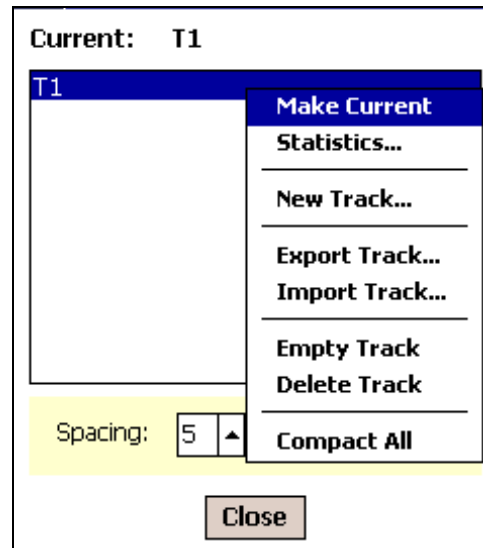 Current: T1
T1
Make Current
Statistics...
New Track...
Export Track...
Import Track...
Empty Track
Delete Track
Compact All
Spacing: 5
Close